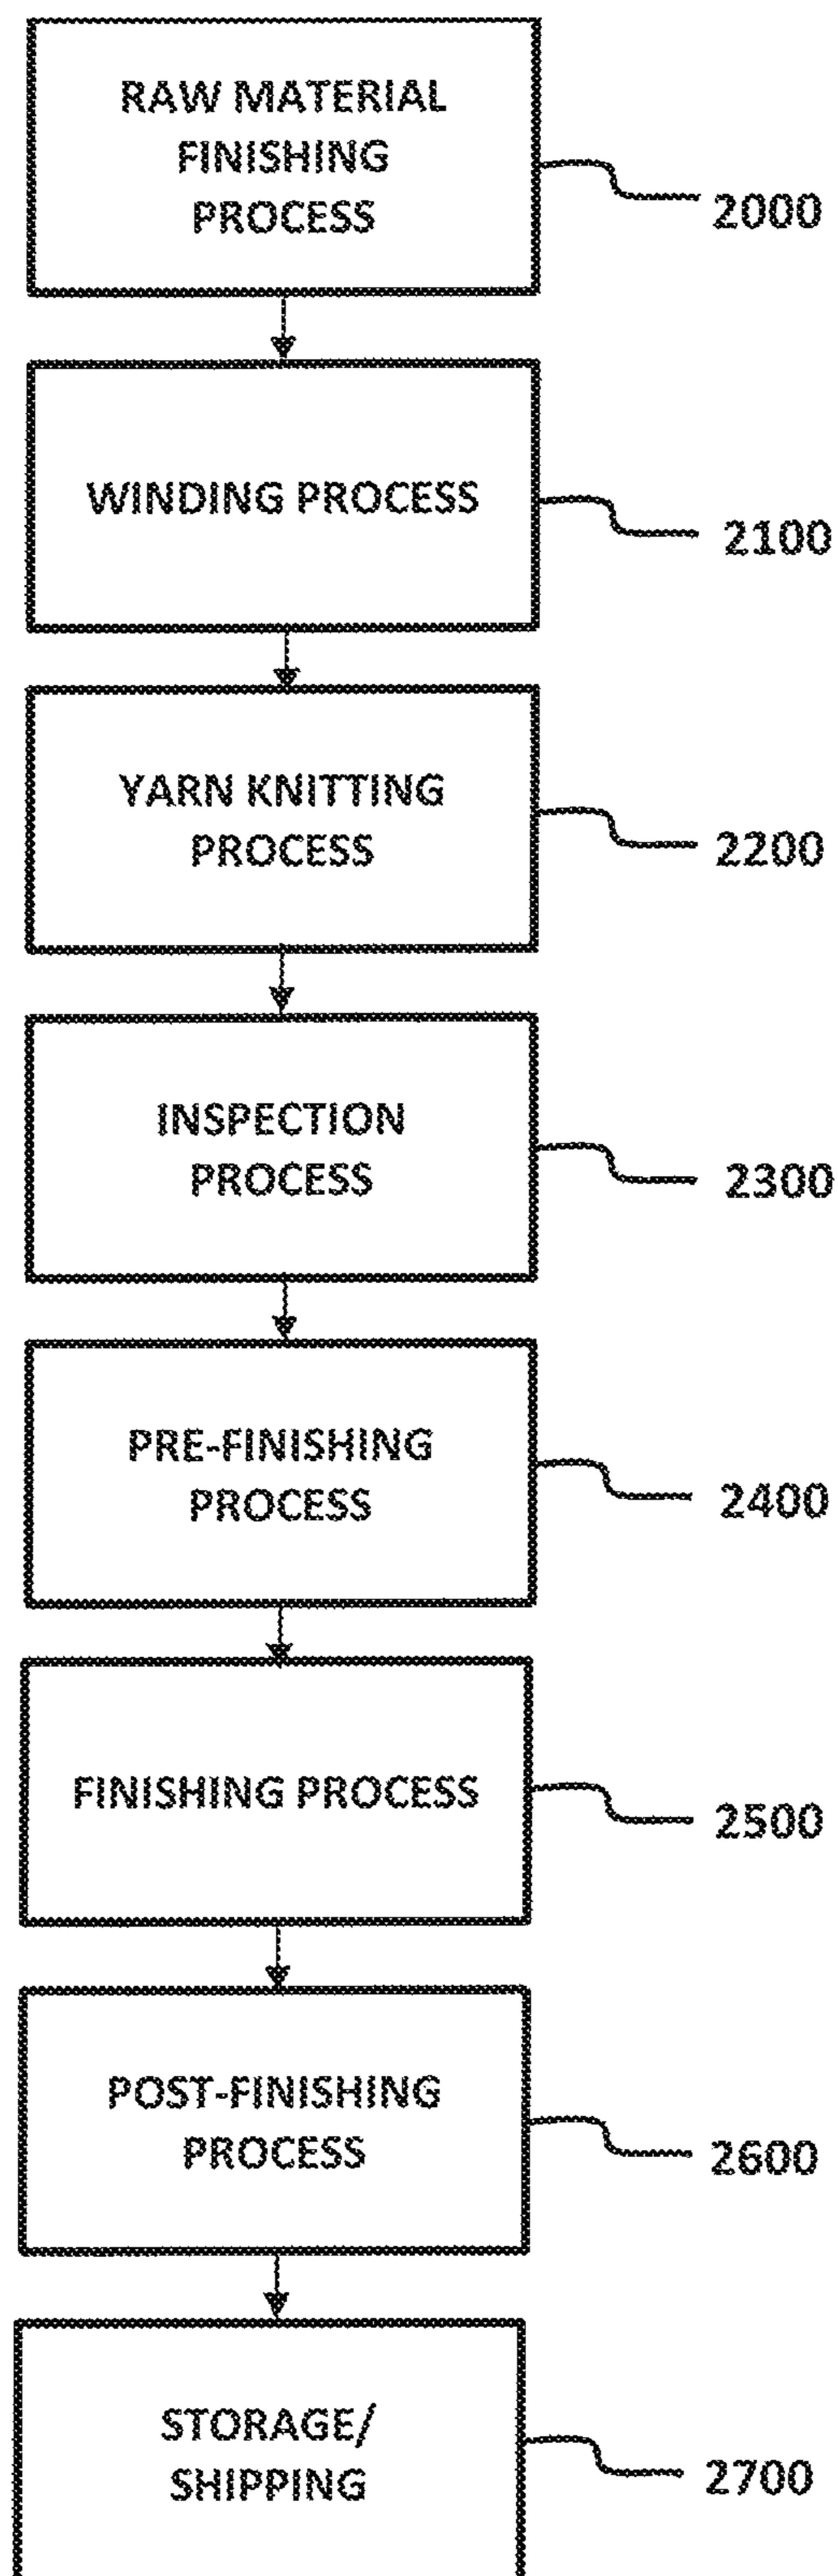 RAW MATERIAL
FINISHING
PROCESS
2000
WINDING PROCESS
2100
YARN KNITTING
PROCESS
2200
INSPECTION
PROCESS
2300
PRE-FINISHING
PROCESS
2400
FINISHING PROCESS
2500
POST-FINISHING
PROCESS
2600
STORAGE/
SHIPPING
2700